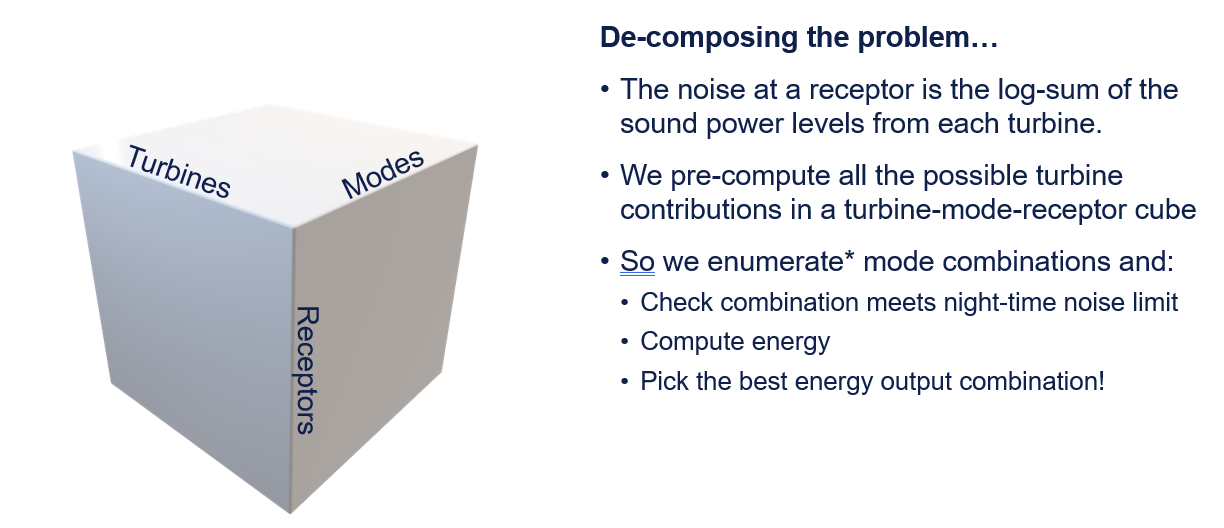 Turbines
Modes
Receptors
De-composing the problem…
• The noise at a receptor is the log-sum of the
sound power levels from each turbine.
• We pre-compute all the possible turbine
contributions in a turbine-mode-receptor cube
• So we enumerate* mode combinations and:
• Check combination meets night-time noise limit
• Compute energy
• Pick the best energy output combination!